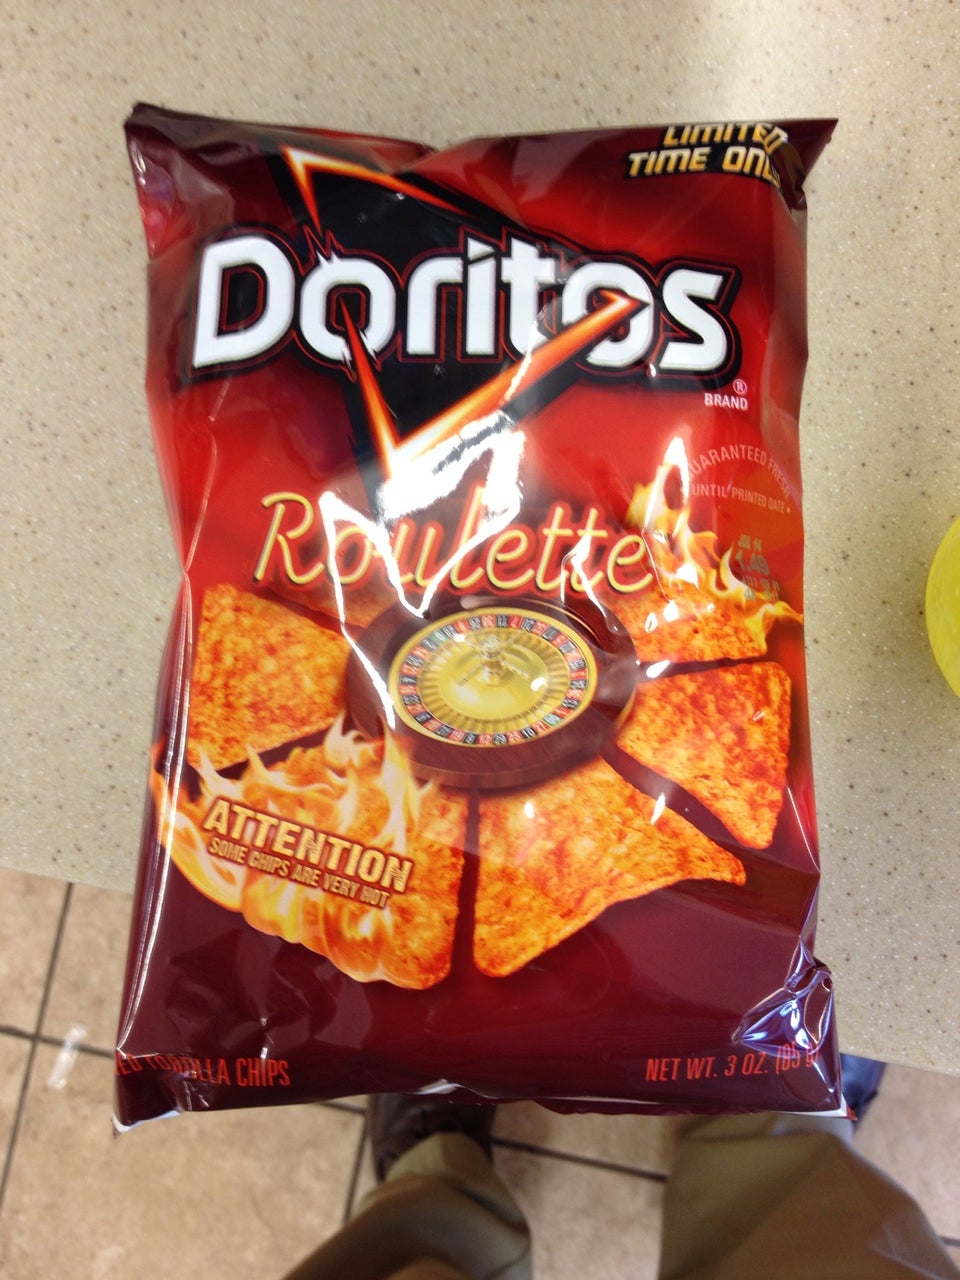 LIMITED
TIME ONLY
Doritos
®
BRAND
GUARANTEED FRESH
UNTIL PRINTED DATE
Roulette
ATTENTION
SOME CHIPS ARE VERY HOT
TORTILLA CHIPS
NET WT. 3 OZ. (85